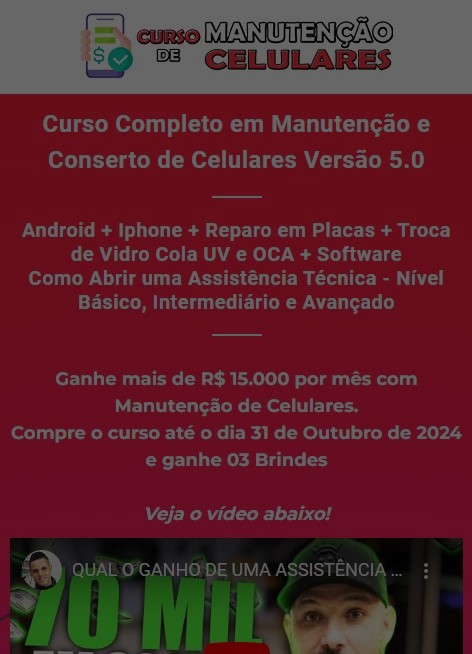 CURSO MANUTENÇÃO
DE CELULARES
Curso Completo em Manutenção e
Conserto de Celulares Versão 5.0
Android + Iphone + Reparo em Placas + Troca
de Vidro Cola UV e OCA + Software
Como Abrir uma Assistência Técnica - Nível
Básico, Intermediário e Avançado
Ganhe mais de R$ 15.000 por mês com
Manutenção de Celulares.
Compre o curso até o dia 31 de Outubro de 2024
e ganhe 03 Brindes
Veja o vídeo abaixo!
QUAL O GANHO DE UMA ASSISTÊNCIA ...
70 MIL